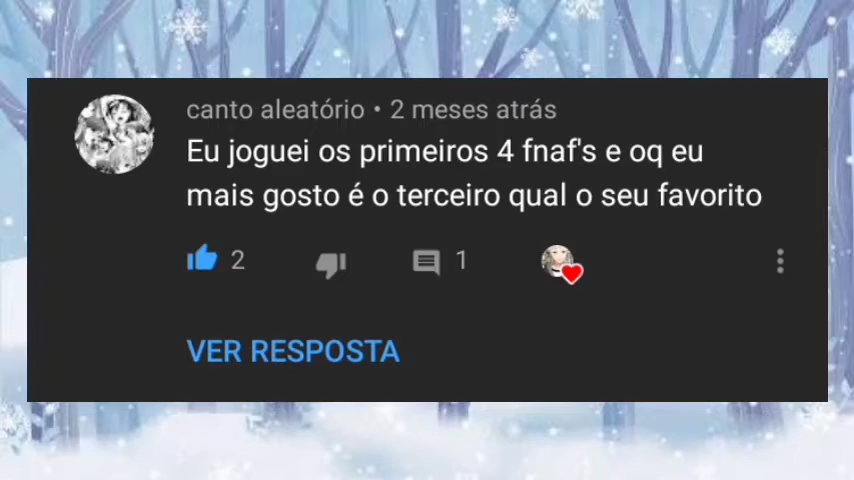 canto aleatório • 2 meses atrás
Eu joguei os primeiros 4 fnaf's e oq eu
mais gosto é o terceiro qual o seu favorito
2
1
VER RESPOSTA